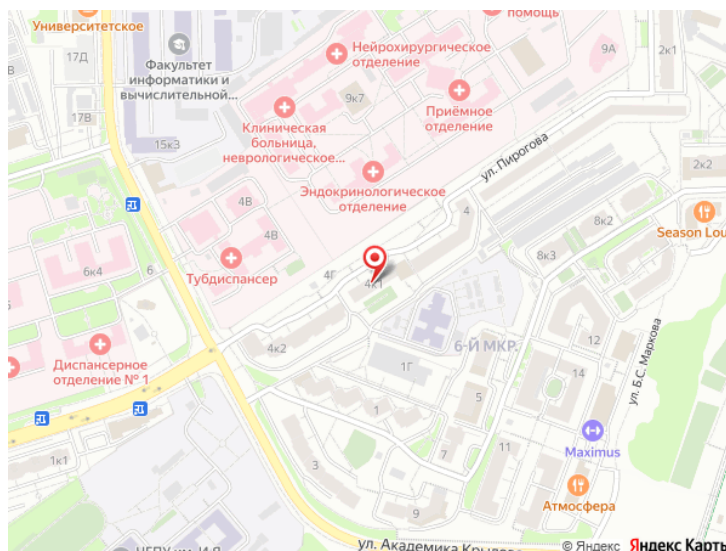 Университетское
помощь
17Д
Факультет
информатики и
вычислительной...
Нейрохирургическое
отделение
9А
2к1
9к7
17В
15к3
Клиническая
больница,
неврологическое...
Приёмное
отделение
ул. Пирогова
2к2
Эндокринологическое
отделение
4В
4В
4
8к2
Season Lou
6к4
6
Тубдиспансер
4Г
4к1
8к3
Диспансерное
отделение № 1
4к2
6-Й МКР.
12
1Г
14
ул. Б.С. Маркова
5
1
Maximus
1к1
3
7
11
Атмосфера
9
ул. Академика Крылова
© Яндекс Яндекс Карты